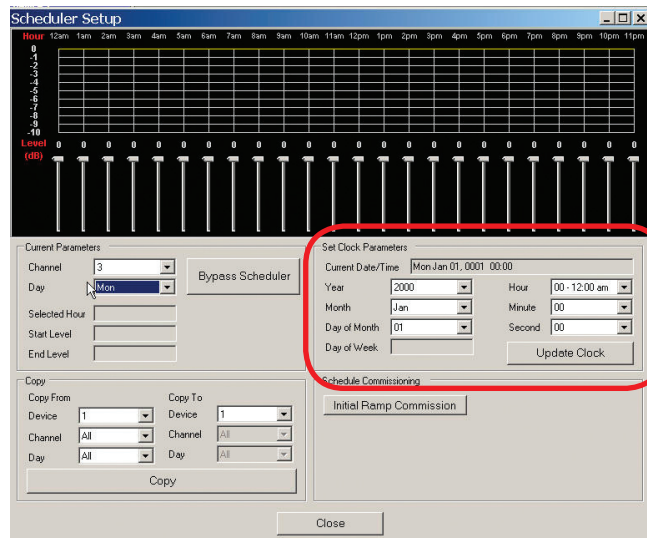 Scheduler Setup
Hour 12am 1am 2am 3am 4am 5am 6am 7am 8am 9am 10am 11am 12pm 1pm 2pm 3pm 4pm 5pm 6pm 7pm 8pm 9pm 10pm 11pm
0
-1
-2
-3
-4
-5
-6
-7
-8
-9
-10
Level 0 0 0 0 0 0 0 0 0 0 0 0 0 0 0 0 0 0 0
(dB)
Current Parameters
Channel 3
Day Mon
Bypass Scheduler
Selected Hour
Start Level
End Level
Set Clock Parameters
Current Date/Time Mon Jan 01, 0001 00:00
Year 2000 Hour 00 - 12:00 am
Month Jan Minute 00
Day of Month 01 Second 00
Day of Week
Update Clock
Copy
Copy From Copy To
Device 1 Device 1
Channel All Channel All
Day All Day All
Copy
Schedule Commissioning
Initial Ramp Commission
Close